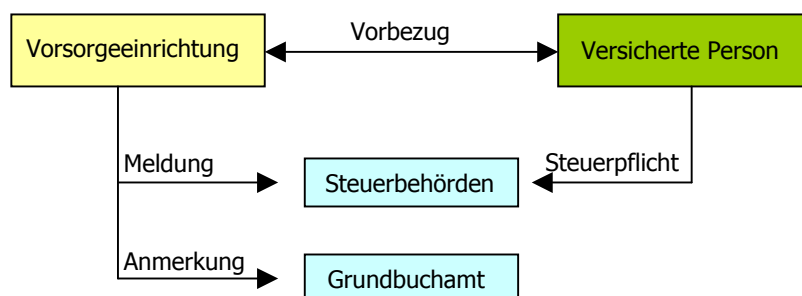 Vorsorgeeinrichtung
Vorbezug
Versicherte Person
Meldung
Steuerbehörden
Steuerpflicht
Anmerkung
Grundbuchamt